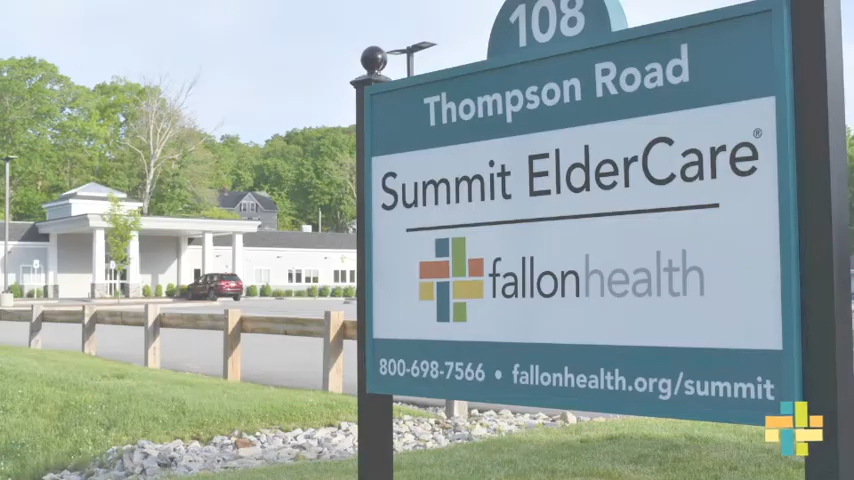 108
Thompson Road
Summit ElderCare®
fallonhealth
800-698-7566 • fallonhealth.org/summit